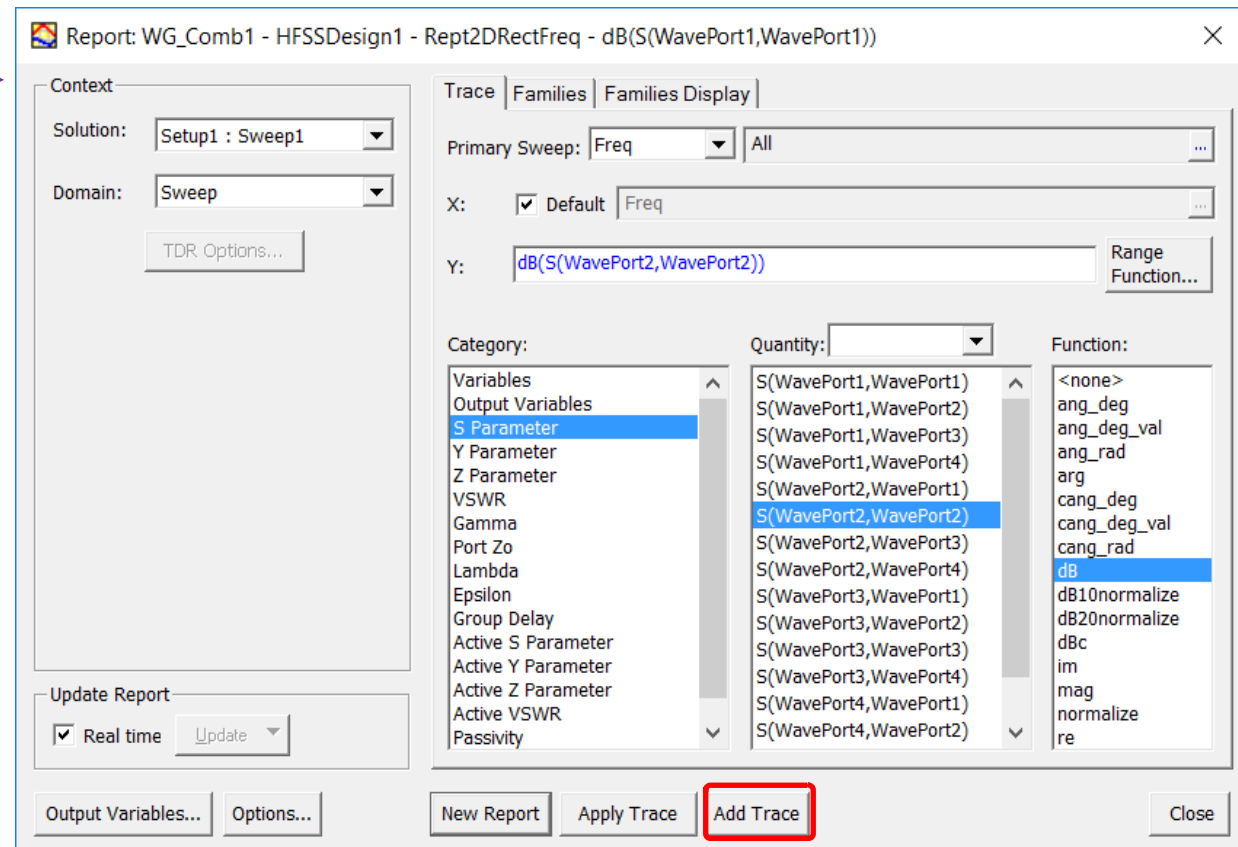 Report: WG_Comb1 - HFSSDesign1 - Rept2DRectFreq - dB(S(WavePort1,WavePort1))
Context
Solution: Setup1 : Sweep1
Domain: Sweep
TDR Options...
Update Report
Real time Update
Trace Families Families Display
Primary Sweep: Freq All ...
X: Default Freq ...
Y: dB(S(WavePort2,WavePort2))
Range
Function...
Category:
Variables
Output Variables
S Parameter
Y Parameter
Z Parameter
VSWR
Gamma
Port Zo
Lambda
Epsilon
Group Delay
Active S Parameter
Active Y Parameter
Active Z Parameter
Active VSWR
Passivity
Quantity:
S(WavePort1,WavePort1)
S(WavePort1,WavePort2)
S(WavePort1,WavePort3)
S(WavePort1,WavePort4)
S(WavePort2,WavePort1)
S(WavePort2,WavePort2)
S(WavePort2,WavePort3)
S(WavePort2,WavePort4)
S(WavePort3,WavePort1)
S(WavePort3,WavePort2)
S(WavePort3,WavePort3)
S(WavePort3,WavePort4)
S(WavePort4,WavePort1)
S(WavePort4,WavePort2)
Function:
<none>
ang_deg
ang_deg_val
ang_rad
arg
cang_deg
cang_deg_val
cang_rad
dB
dB10normalize
dB20normalize
dBc
im
mag
normalize
re
Output Variables... Options... New Report Apply Trace Add Trace Close